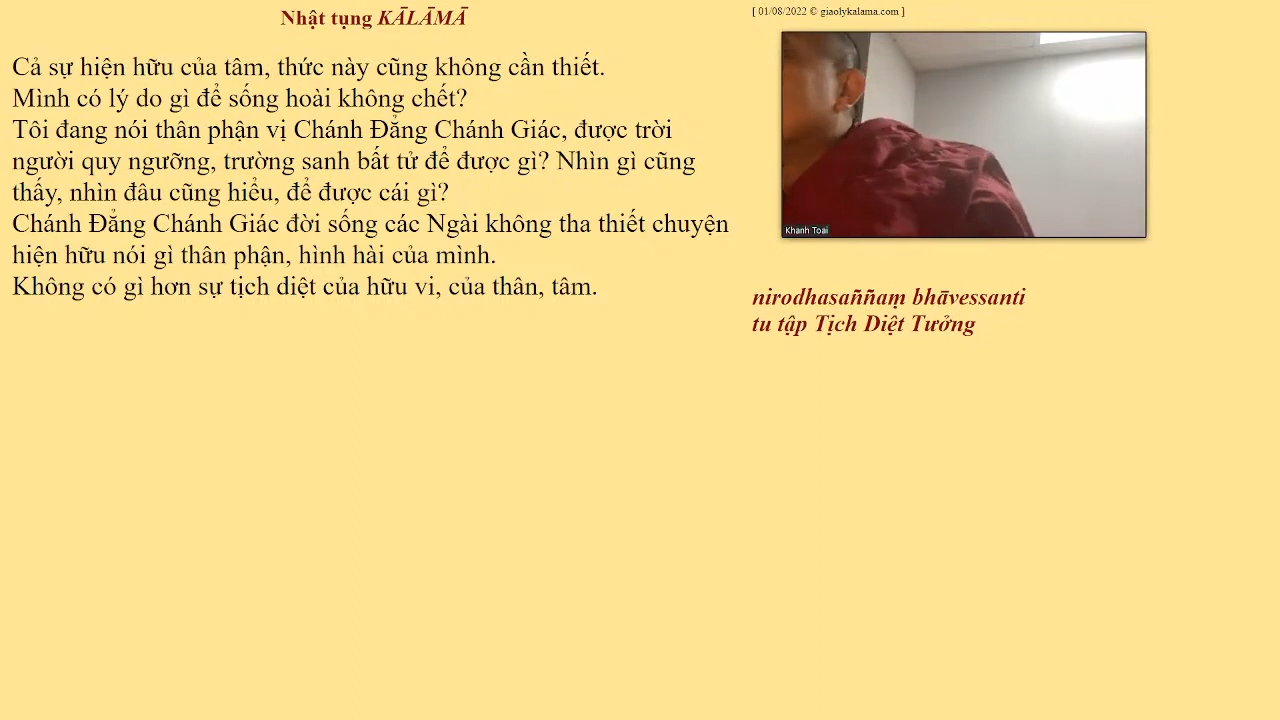 Nhật tụng KĀLĀMĀ
[ 01/08/2022 © giaolykalama.com ]
Cả sự hiện hữu của tâm, thức này cũng không cần thiết.
Mình có lý do gì để sống hoài không chết?
Tôi đang nói thân phận vị Chánh Đẳng Chánh Giác, được trời
người quy ngưỡng, trường sanh bất tử để được gì? Nhìn gì cũng
thấy, nhìn đâu cũng hiểu, để được cái gì?
Chánh Đẳng Chánh Giác đời sống các Ngài không tha thiết chuyện
hiện hữu nói gì thân phận, hình hài của mình.
Không có gì hơn sự tịch diệt của hữu vi, của thân, tâm.
Khanh Toai
nirodhasaññaṃ bhāvessanti
tu tập Tịch Diệt Tưởng